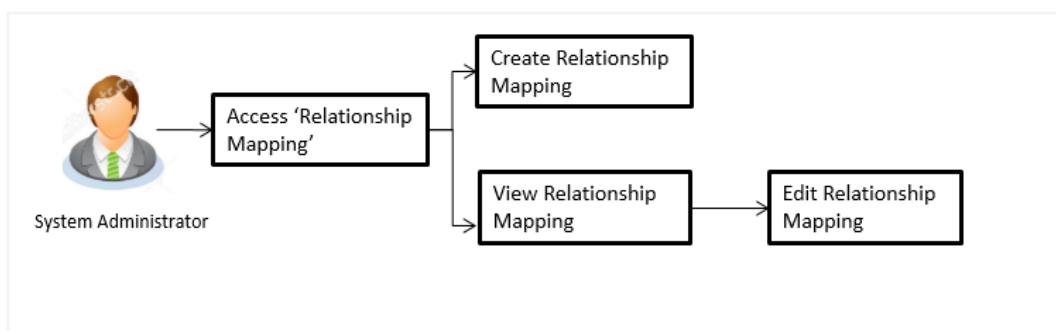 Create Relationship
Mapping
Access ‘Relationship
Mapping’
View Relationship
Mapping
Edit Relationship
Mapping
System Administrator